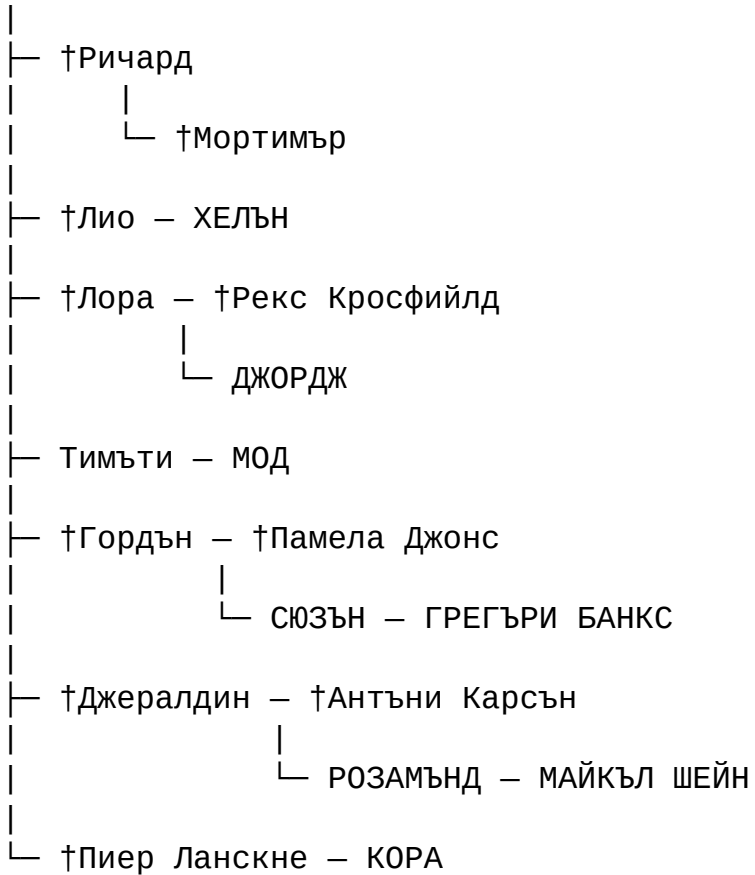 †Ричард
†Мортимър
†Лио – ХЕЛЪН
†Лора – †Рекс Кросфийлд
ДЖОРДЖ
Тимъти – МОД
†Гордън – †Памела Джонс
СЮЗЪН – ГРЕГЪРИ БАНКС
†Джералдин – †Антъни Карсън
РОЗАМЪНД – МАЙКЪЛ ШЕЙН
†Пиер Ланскне – КОРА